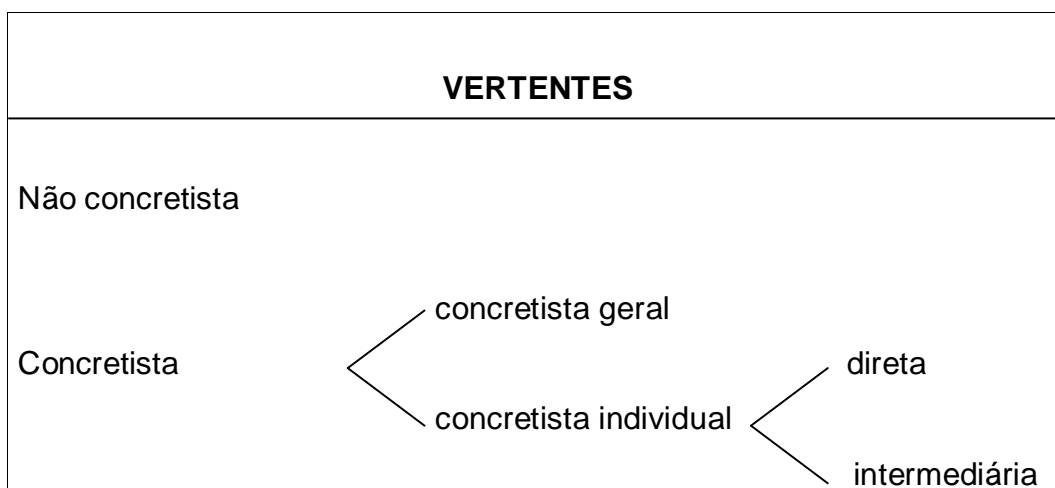 VERTENTES
Não concretista
concretista geral
Concretista
direta
concretista individual
intermediária